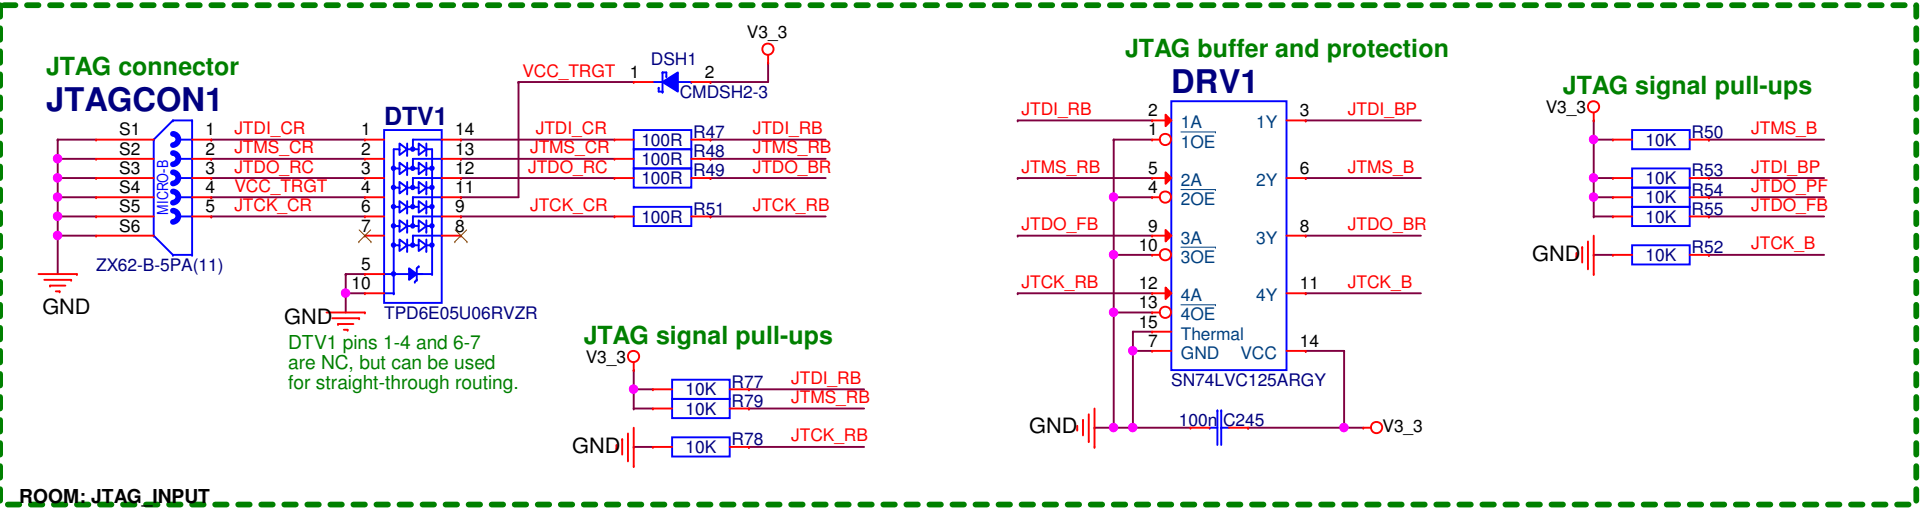 JTAG connector
JTAGCON1
S1
S2
S3
S4
S5
S6
MICRO-B
1 JTDI_CR
2 JTMS_CR
3 JTDO_RC
4 VCC_TRGT
5 JTCK_CR
ZX62-B-5PA(11)
GND
DTV1
1
2
3
4
6
7
5
10
14
13
12
11
9
8
GND
TPD6E05U06RVZR
DTV1 pins 1-4 and 6-7
are NC, but can be used
for straight-through routing.
VCC_TRGT 1 DSH1 2
CMDSH2-3
V3_3
JTDI_CR 100R R47 JTDI_RB
JTMS_CR 100R R48 JTMS_RB
JTDO_RC 100R R49 JTDO_BR
JTCK_CR 100R R51 JTCK_RB
JTAG signal pull-ups
V3_3
10K R77 JTDI_RB
10K R79 JTMS_RB
GND 10K R78 JTCK_RB
JTAG buffer and protection
DRV1
JTDI_RB 2 1A 1Y 3 JTDI_BP
1 1OE
JTMS_RB 5 2A 2Y 6 JTMS_B
4 2OE
JTDO_FB 9 3A 3Y 8 JTDO_BR
10 3OE
JTCK_RB 12 4A 4Y 11 JTCK_B
13 4OE
15 Thermal
7 GND VCC 14
SN74LVC125ARGY
GND 100n C245 V3_3
JTAG signal pull-ups
V3_3
10K R50 JTMS_B
10K R53 JTDI_BP
10K R54 JTDO_PF
10K R55 JTDO_FB
GND 10K R52 JTCK_B
ROOM: JTAG_INPUT